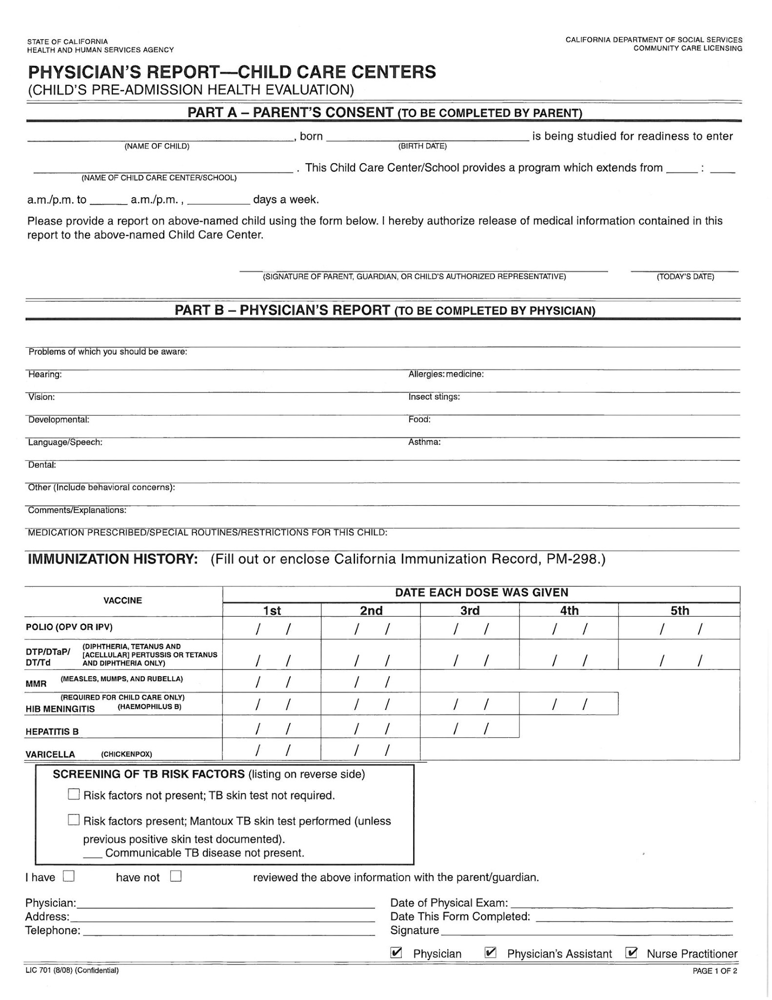 STATE OF CALIFORNIA
HEALTH AND HUMAN SERVICES AGENCY
CALIFORNIA DEPARTMENT OF SOCIAL SERVICES
COMMUNITY CARE LICENSING
PHYSICIAN'S REPORT—CHILD CARE CENTERS
(CHILD'S PRE-ADMISSION HEALTH EVALUATION)
PART A – PARENT'S CONSENT (TO BE COMPLETED BY PARENT)
____________________, born ____________________ is being studied for readiness to enter
(NAME OF CHILD) (BIRTH DATE)
____________________ . This Child Care Center/School provides a program which extends from _____ : ____
(NAME OF CHILD CARE CENTER/SCHOOL)
a.m./p.m. to ______ a.m./p.m. , __________ days a week.
Please provide a report on above-named child using the form below. I hereby authorize release of medical information contained in this
report to the above-named Child Care Center.
(SIGNATURE OF PARENT, GUARDIAN, OR CHILD'S AUTHORIZED REPRESENTATIVE) (TODAY'S DATE)
PART B – PHYSICIAN'S REPORT (TO BE COMPLETED BY PHYSICIAN)
Problems of which you should be aware:
Hearing: Allergies: medicine:
Vision: Insect stings:
Developmental: Food:
Language/Speech: Asthma:
Dental:
Other (Include behavioral concerns):
Comments/Explanations:
MEDICATION PRESCRIBED/SPECIAL ROUTINES/RESTRICTIONS FOR THIS CHILD:
IMMUNIZATION HISTORY: (Fill out or enclose California Immunization Record, PM-298.)
VACCINE
DATE EACH DOSE WAS GIVEN
1st 2nd 3rd 4th 5th
POLIO (OPV OR IPV) / / / / / / / / / /
DTP/DTaP/ DT/Td (DIPHTHERIA, TETANUS AND [ACELLULAR] PERTUSSIS OR TETANUS AND DIPHTHERIA ONLY) / / / / / / / / / /
MMR (MEASLES, MUMPS, AND RUBELLA) / / / /
(REQUIRED FOR CHILD CARE ONLY)
HIB MENINGITIS (HAEMOPHILUS B) / / / / / / / /
HEPATITIS B / / / / / /
VARICELLA (CHICKENPOX) / / / /
SCREENING OF TB RISK FACTORS (listing on reverse side)
☐ Risk factors not present; TB skin test not required.
☐ Risk factors present; Mantoux TB skin test performed (unless
previous positive skin test documented).
___ Communicable TB disease not present.
I have ☐ have not ☐ reviewed the above information with the parent/guardian.
Physician: ____________________ Date of Physical Exam: ____________________
Address: ____________________ Date This Form Completed: ____________________
Telephone: ____________________ Signature ____________________
☑ Physician ☑ Physician's Assistant ☑ Nurse Practitioner
LIC 701 (8/08) (Confidential) PAGE 1 OF 2